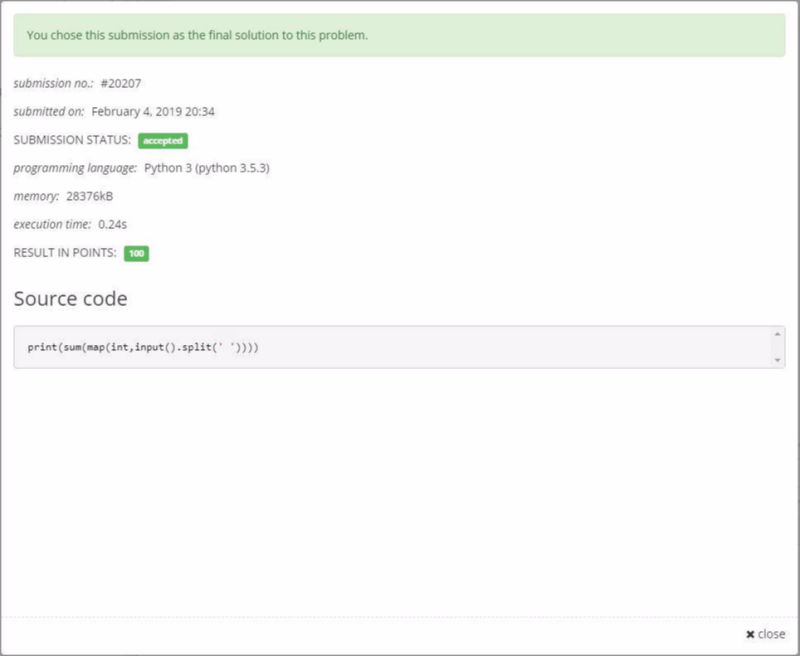 You chose this submission as the final solution to this problem.
submission no.: #20207
submitted on: February 4, 2019 20:34
SUBMISSION STATUS: accepted
programming language: Python 3 (python 3.5.3)
memory: 28376kB
execution time: 0.24s
RESULT IN POINTS: 100
Source code
print(sum(map(int,input().split(' '))))
✖ close